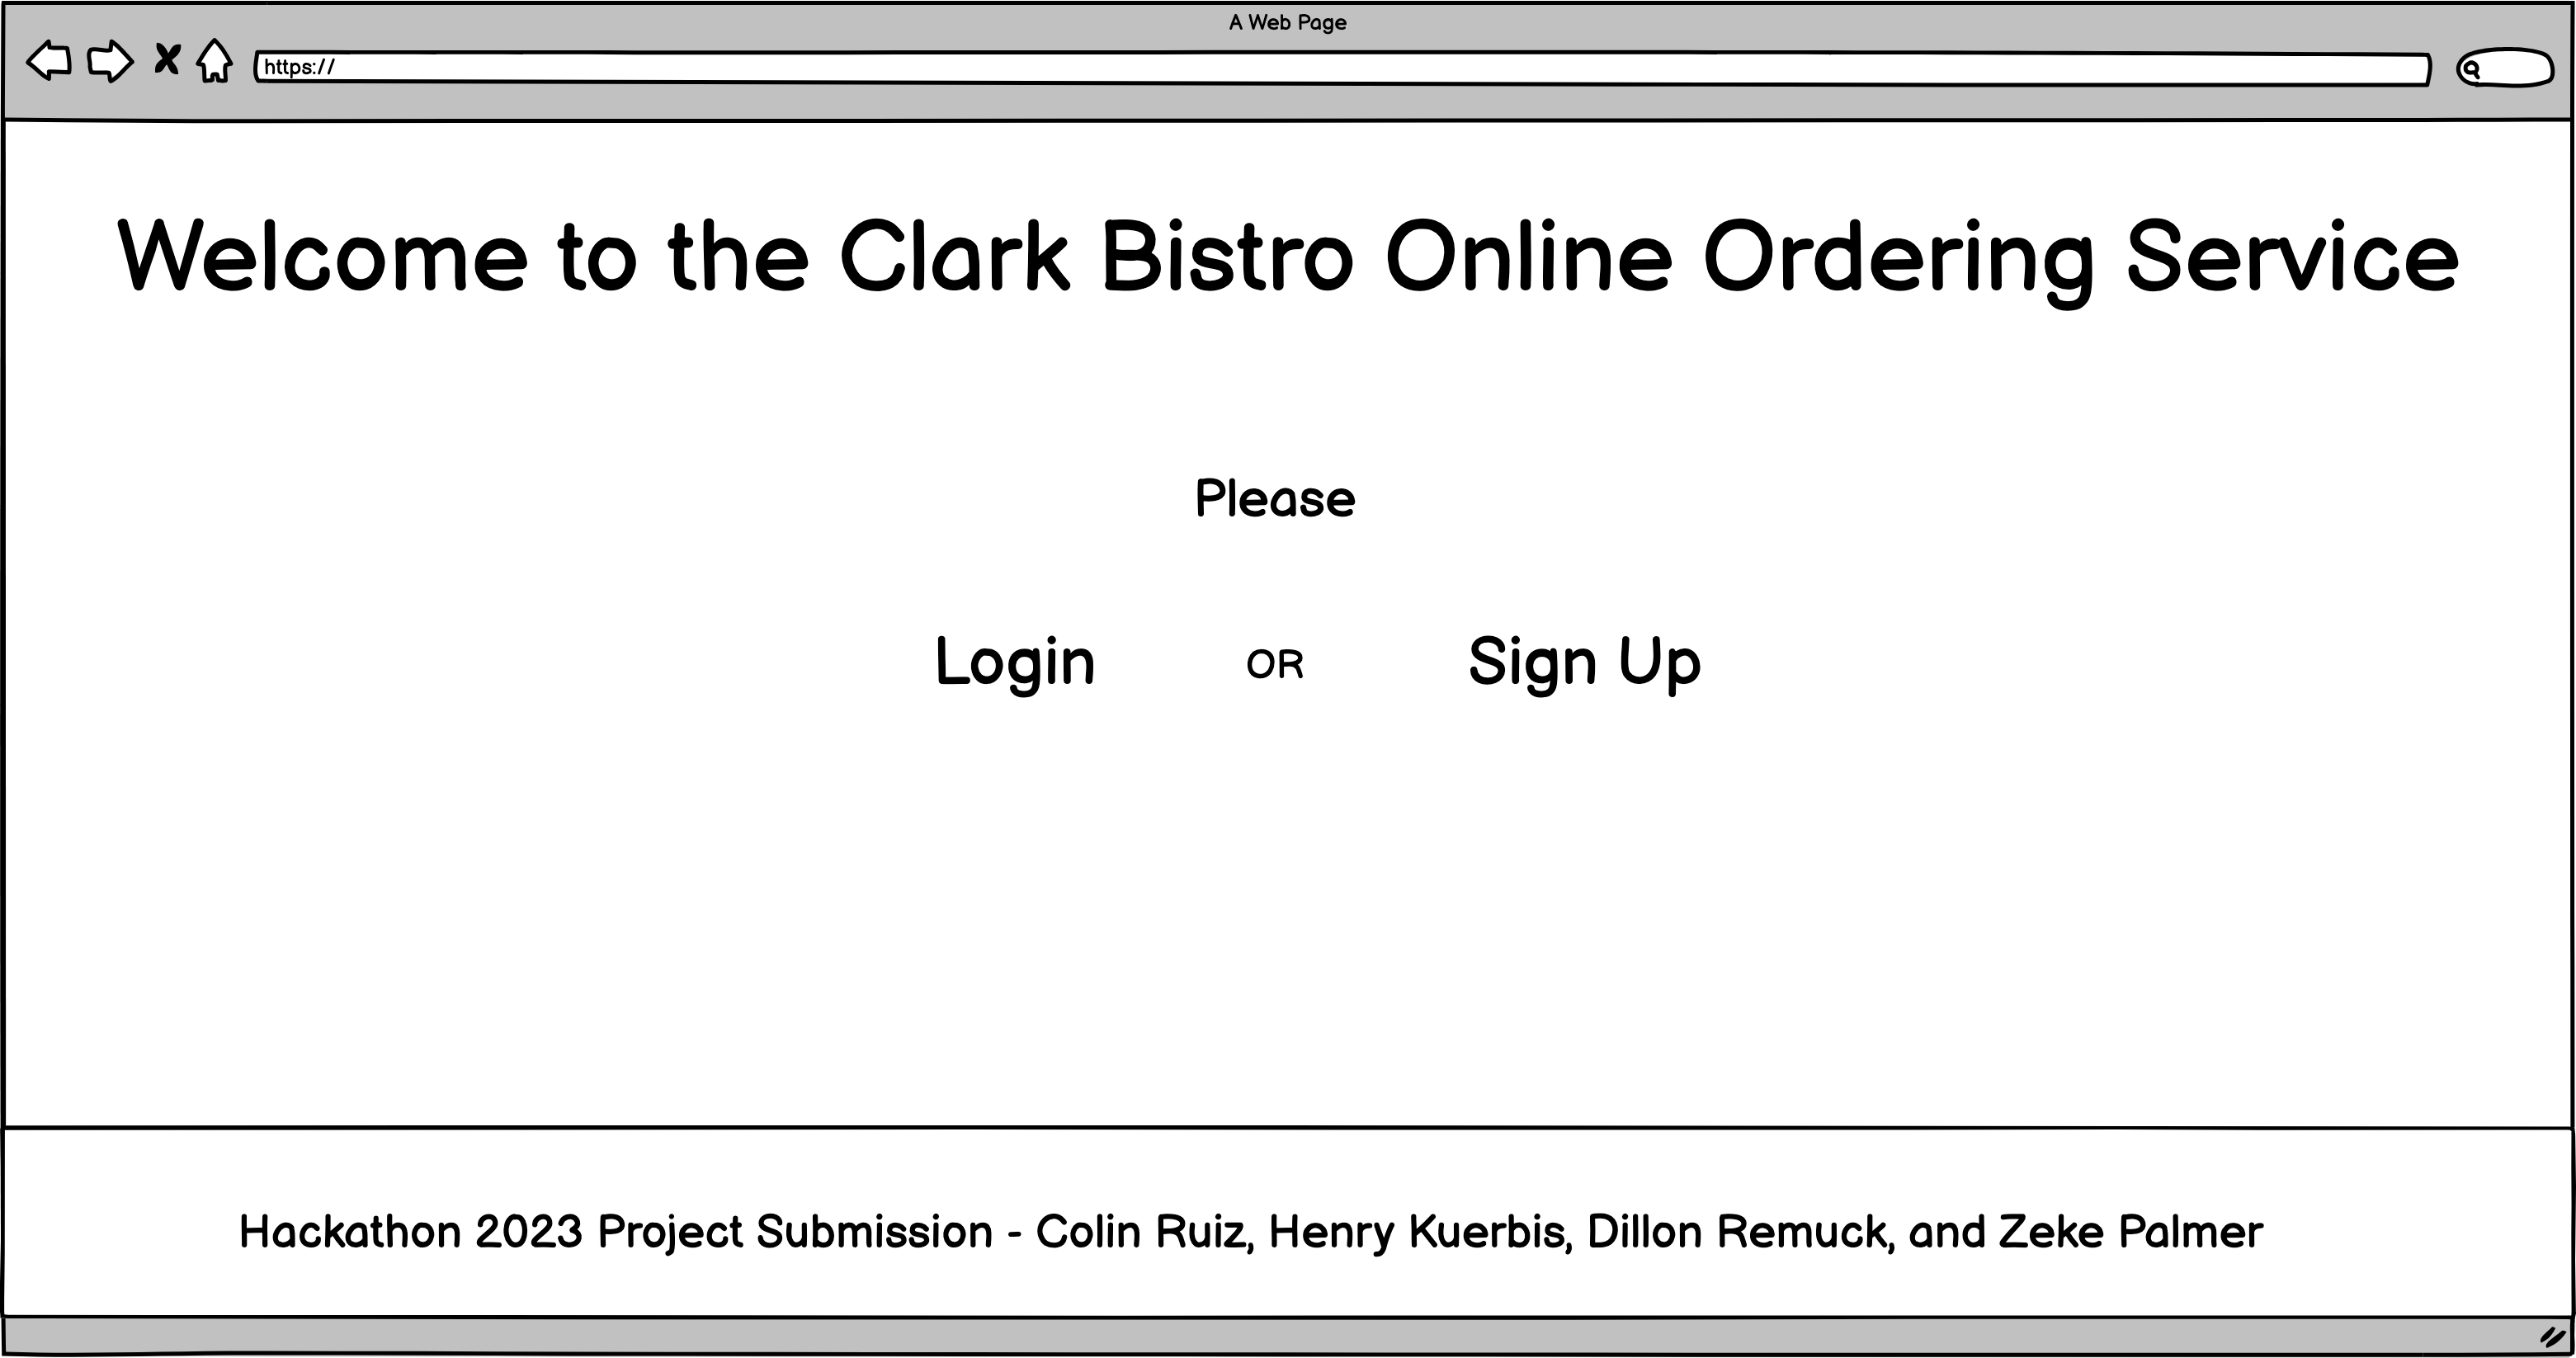 A Web Page
https://
Welcome to the Clark Bistro Online Ordering Service
Please
Login OR Sign Up
Hackathon 2023 Project Submission - Colin Ruiz, Henry Kuerbis, Dillon Remuck, and Zeke Palmer